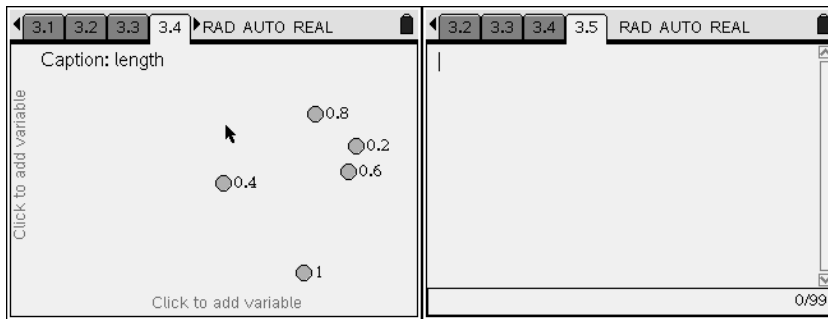 3.1 3.2 3.3 3.4 RAD AUTO REAL
Caption: length
Click to add variable
0.8
0.2
0.6
0.4
1
Click to add variable
3.2 3.3 3.4 3.5 RAD AUTO REAL
0/99